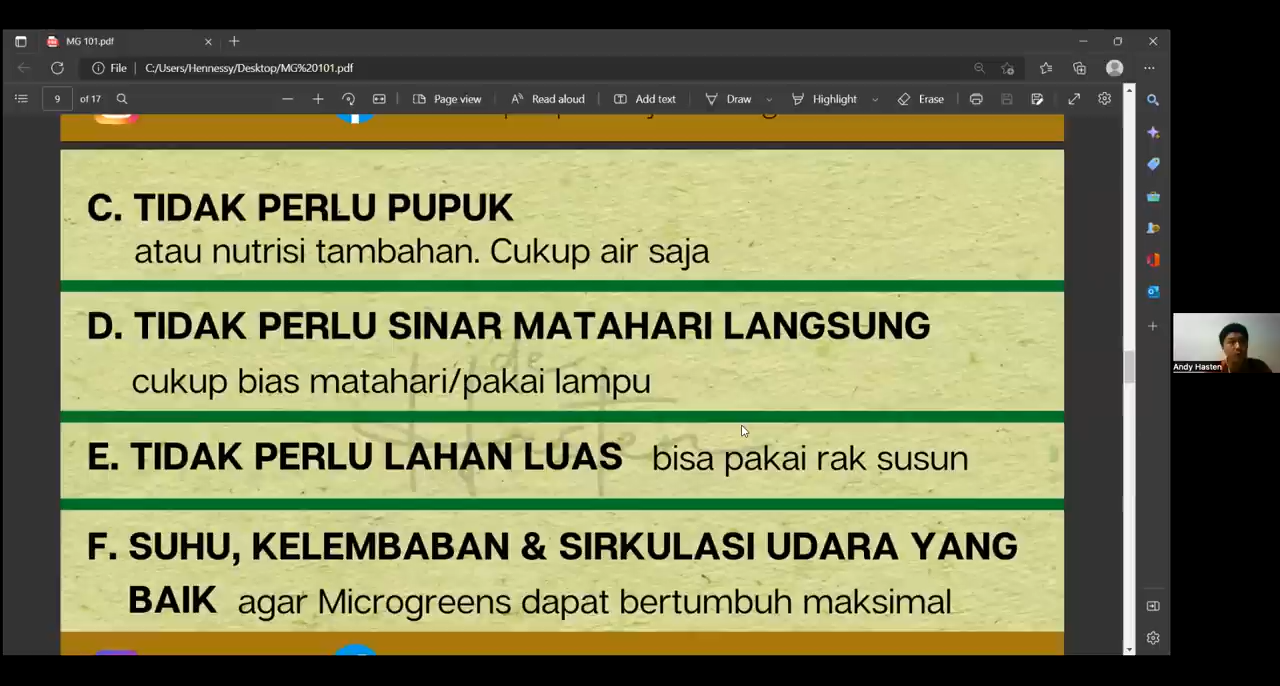 MG 101.pdf
File C:/Users/Hennessy/Desktop/MG%20101.pdf
9 of 17 Page view Read aloud Add text Draw Highlight Erase
C. TIDAK PERLU PUPUK
atau nutrisi tambahan. Cukup air saja
D. TIDAK PERLU SINAR MATAHARI LANGSUNG
cukup bias matahari/pakai lampu
E. TIDAK PERLU LAHAN LUAS bisa pakai rak susun
F. SUHU, KELEMBABAN & SIRKULASI UDARA YANG
BAIK agar Microgreens dapat bertumbuh maksimal
de
Hasten
Andy Hasten